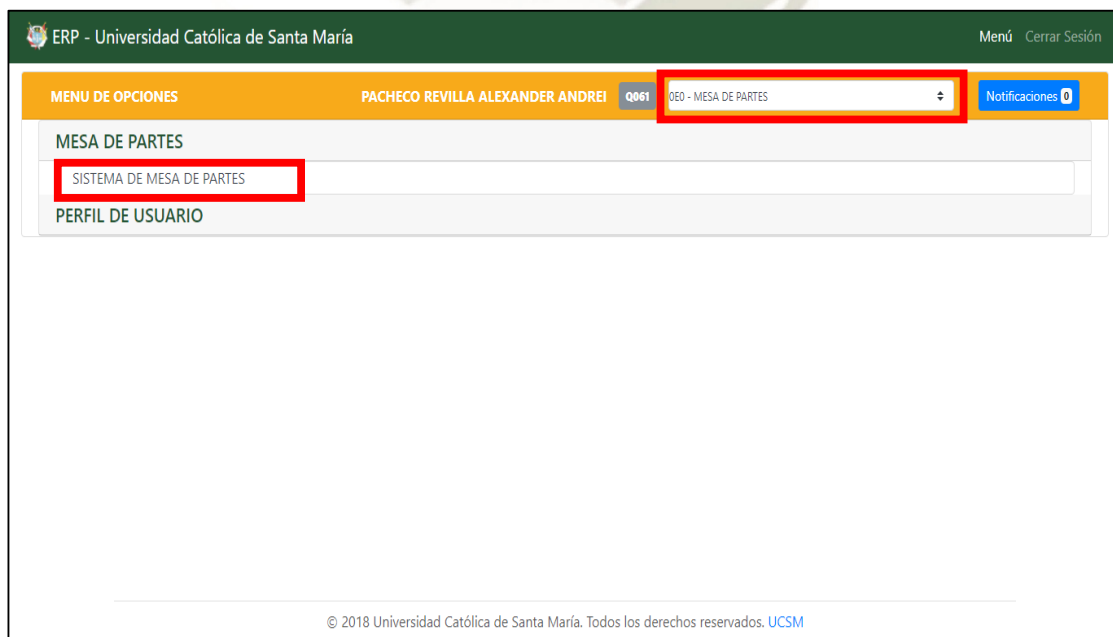 ERP - Universidad Católica de Santa María
Menú Cerrar Sesión
MENU DE OPCIONES PACHECO REVILLA ALEXANDER ANDREI Q061 0E0 - MESA DE PARTES Notificaciones 0
MESA DE PARTES
SISTEMA DE MESA DE PARTES
PERFIL DE USUARIO
© 2018 Universidad Católica de Santa María. Todos los derechos reservados. UCSM